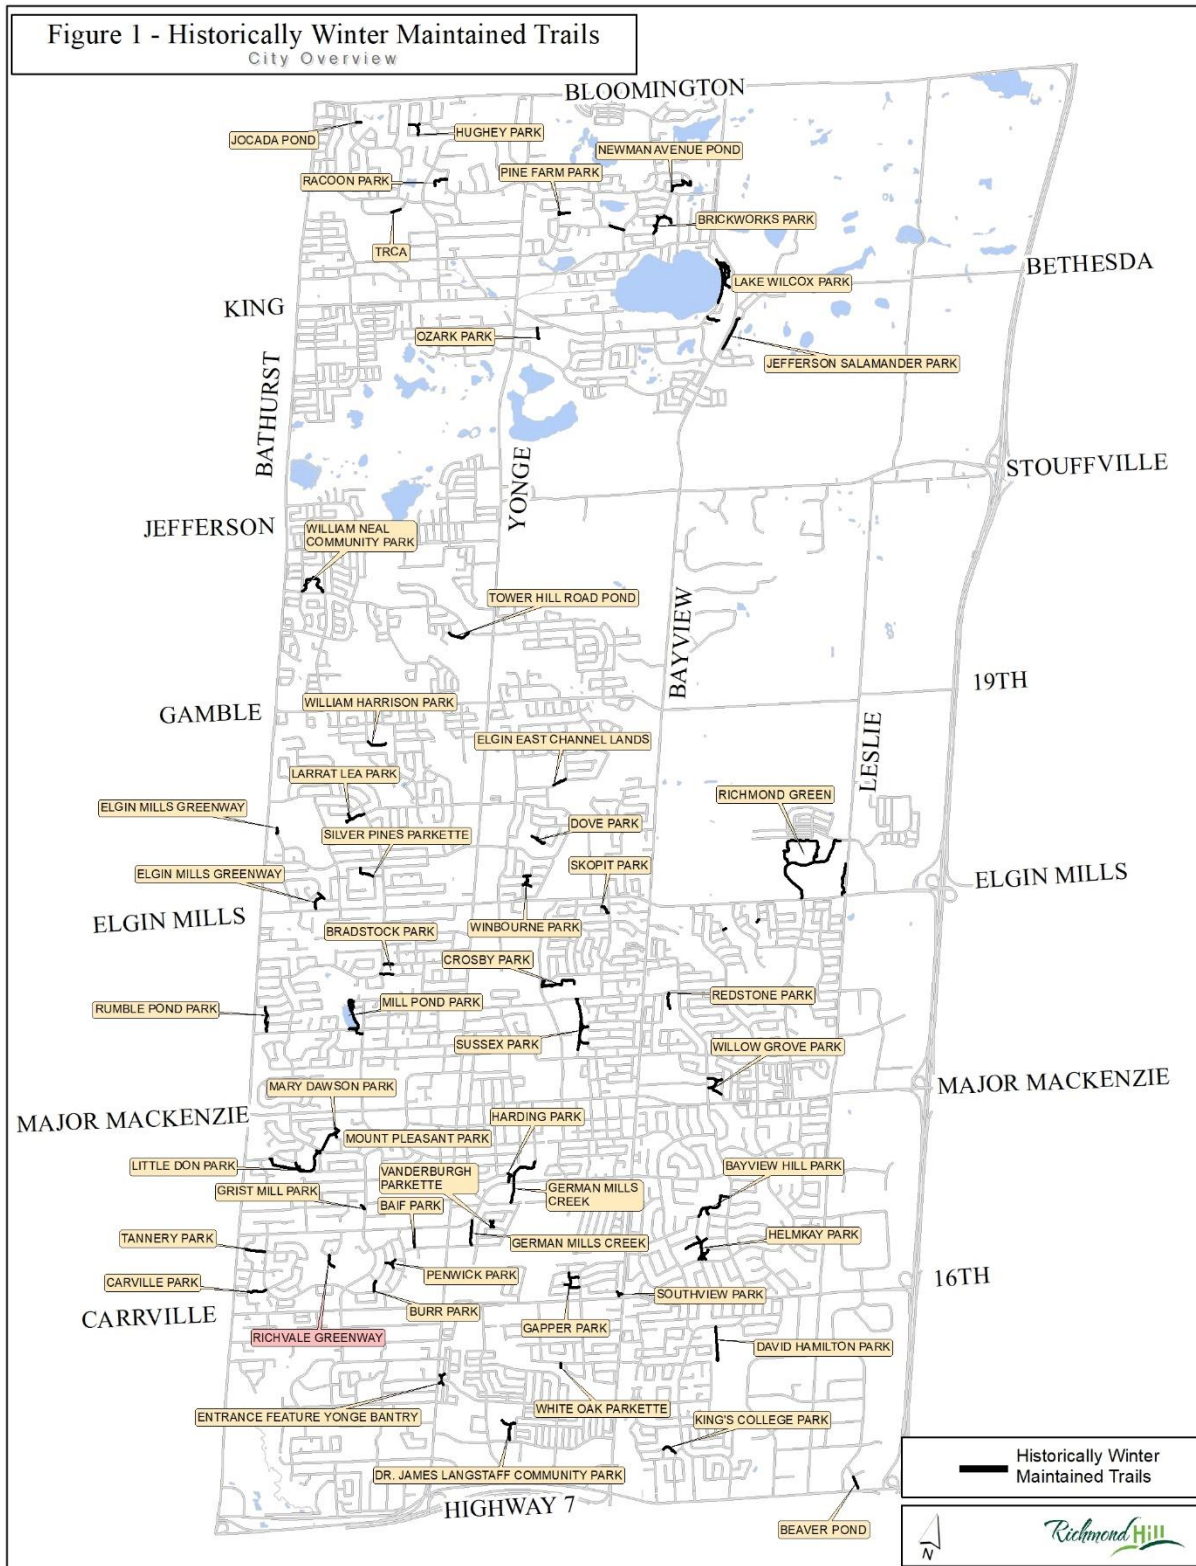 Figure 1 - Historically Winter Maintained Trails
City Overview
BLOOMINGTON
JOCADA POND
HUGHEY PARK
NEWMAN AVENUE POND
PINE FARM PARK
RACOON PARK
BRICKWORKS PARK
TRCA
BETHESDA
LAKE WILCOX PARK
KING
OZARK PARK
JEFFERSON SALAMANDER PARK
BATHURST
YONGE
STOUFFVILLE
JEFFERSON
WILLIAM NEAL
COMMUNITY PARK
TOWER HILL ROAD POND
BAYVIEW
19TH
WILLIAM HARRISON PARK
GAMBLE
ELGIN EAST CHANNEL LANDS
LESLIE
LARRAT LEA PARK
RICHMOND GREEN
ELGIN MILLS GREENWAY
SILVER PINES PARKETTE
DOVE PARK
SKOPIT PARK
ELGIN MILLS GREENWAY
ELGIN MILLS
ELGIN MILLS
WINBOURNE PARK
BRADSTOCK PARK
CROSBY PARK
MILL POND PARK
REDSTONE PARK
RUMBLE POND PARK
SUSSEX PARK
WILLOW GROVE PARK
MAJOR MACKENZIE
MARY DAWSON PARK
MAJOR MACKENZIE
HARDING PARK
MOUNT PLEASANT PARK
LITTLE DON PARK
VANDERBURGH
PARKETTE
BAYVIEW HILL PARK
GRIST MILL PARK
GERMAN MILLS
CREEK
BAIF PARK
TANNERY PARK
GERMAN MILLS CREEK
HELMKAY PARK
CARVILLE PARK
PENWICK PARK
16TH
SOUTHVIEW PARK
BURR PARK
CARRVILLE
GAPPER PARK
RICHVALE GREENWAY
DAVID HAMILTON PARK
WHITE OAK PARKETTE
ENTRANCE FEATURE YONGE BANTRY
KING'S COLLEGE PARK
DR. JAMES LANGSTAFF COMMUNITY PARK
HIGHWAY 7
BEAVER POND
Historically Winter
Maintained Trails
N
Richmond Hill